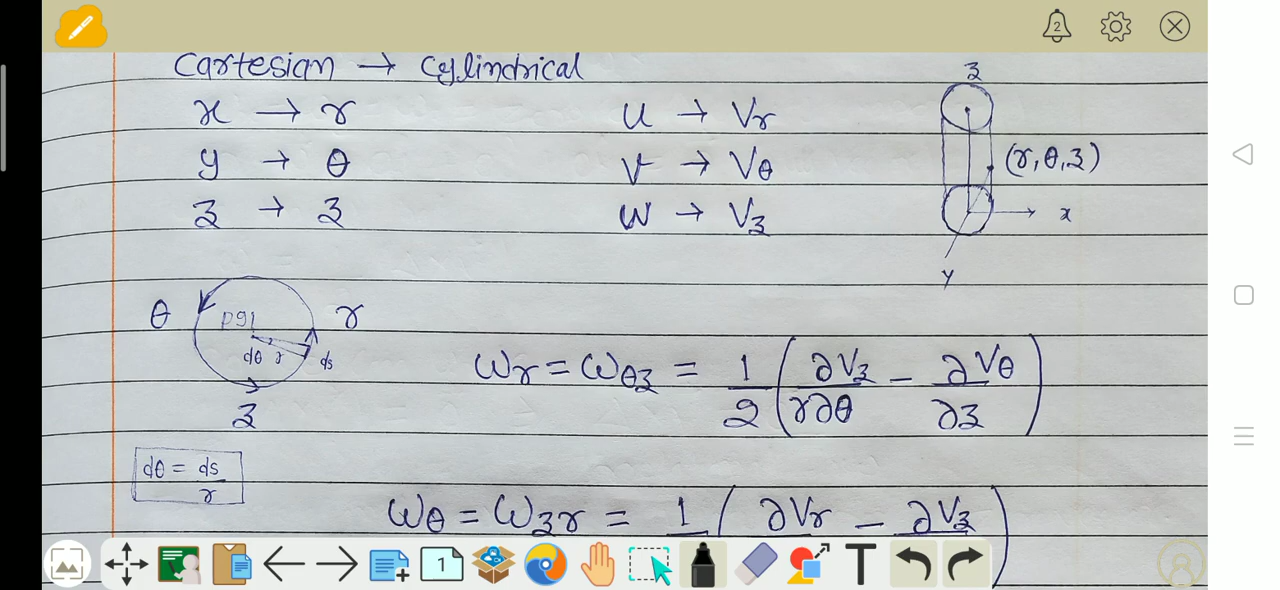 Cartesian → Cylindrical
x → r
y → θ
z → z
u → Vr
v → Vθ
w → Vz
z
(r, θ, z)
x
y
θ
r
z
dθ r ds
ωr = ωθz = 1/2 (∂Vz/r∂θ − ∂Vθ/∂z)
dθ = ds/r
ωθ = ωzr = 1 ( ∂Vr − ∂Vz )
2
1
T